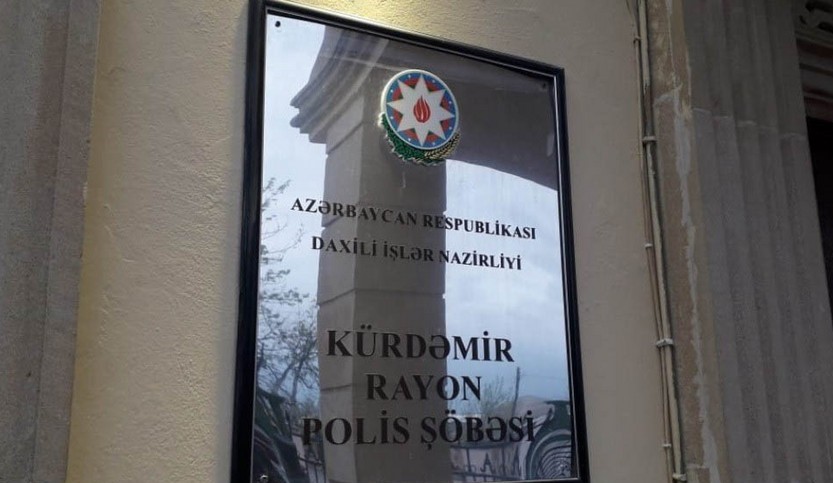 AZƏRBAYCAN RESPUBLİKASI
DAXİLİ İŞLƏR NAZİRLİYİ
KÜRDƏMİR
RAYON
POLİS ŞÖBƏSİ